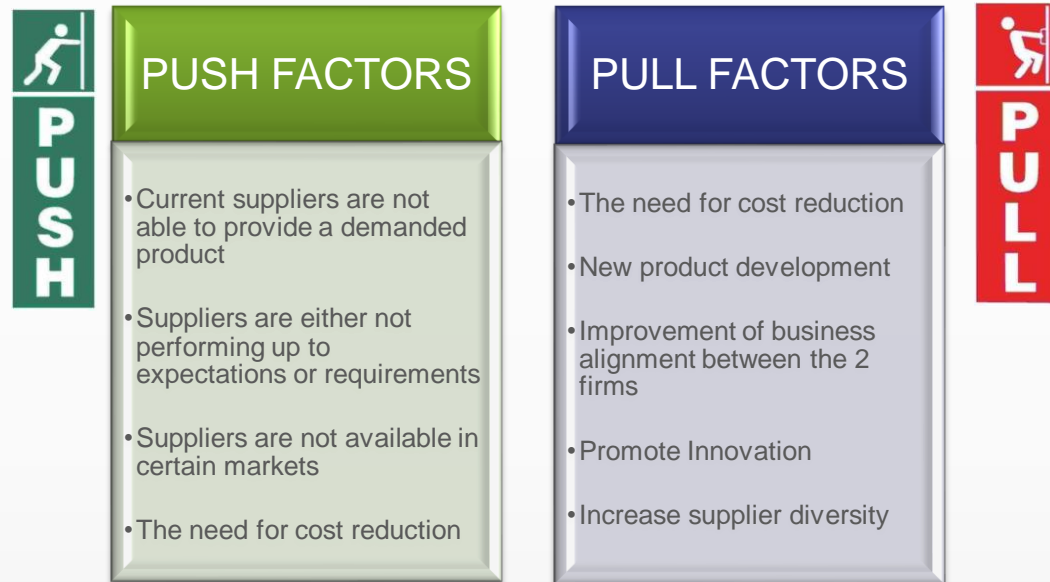 PUSH
PUSH FACTORS
•Current suppliers are not
able to provide a demanded
product
•Suppliers are either not
performing up to
expectations or requirements
•Suppliers are not available in
certain markets
•The need for cost reduction
PULL FACTORS
•The need for cost reduction
•New product development
•Improvement of business
alignment between the 2
firms
•Promote Innovation
•Increase supplier diversity
PULL